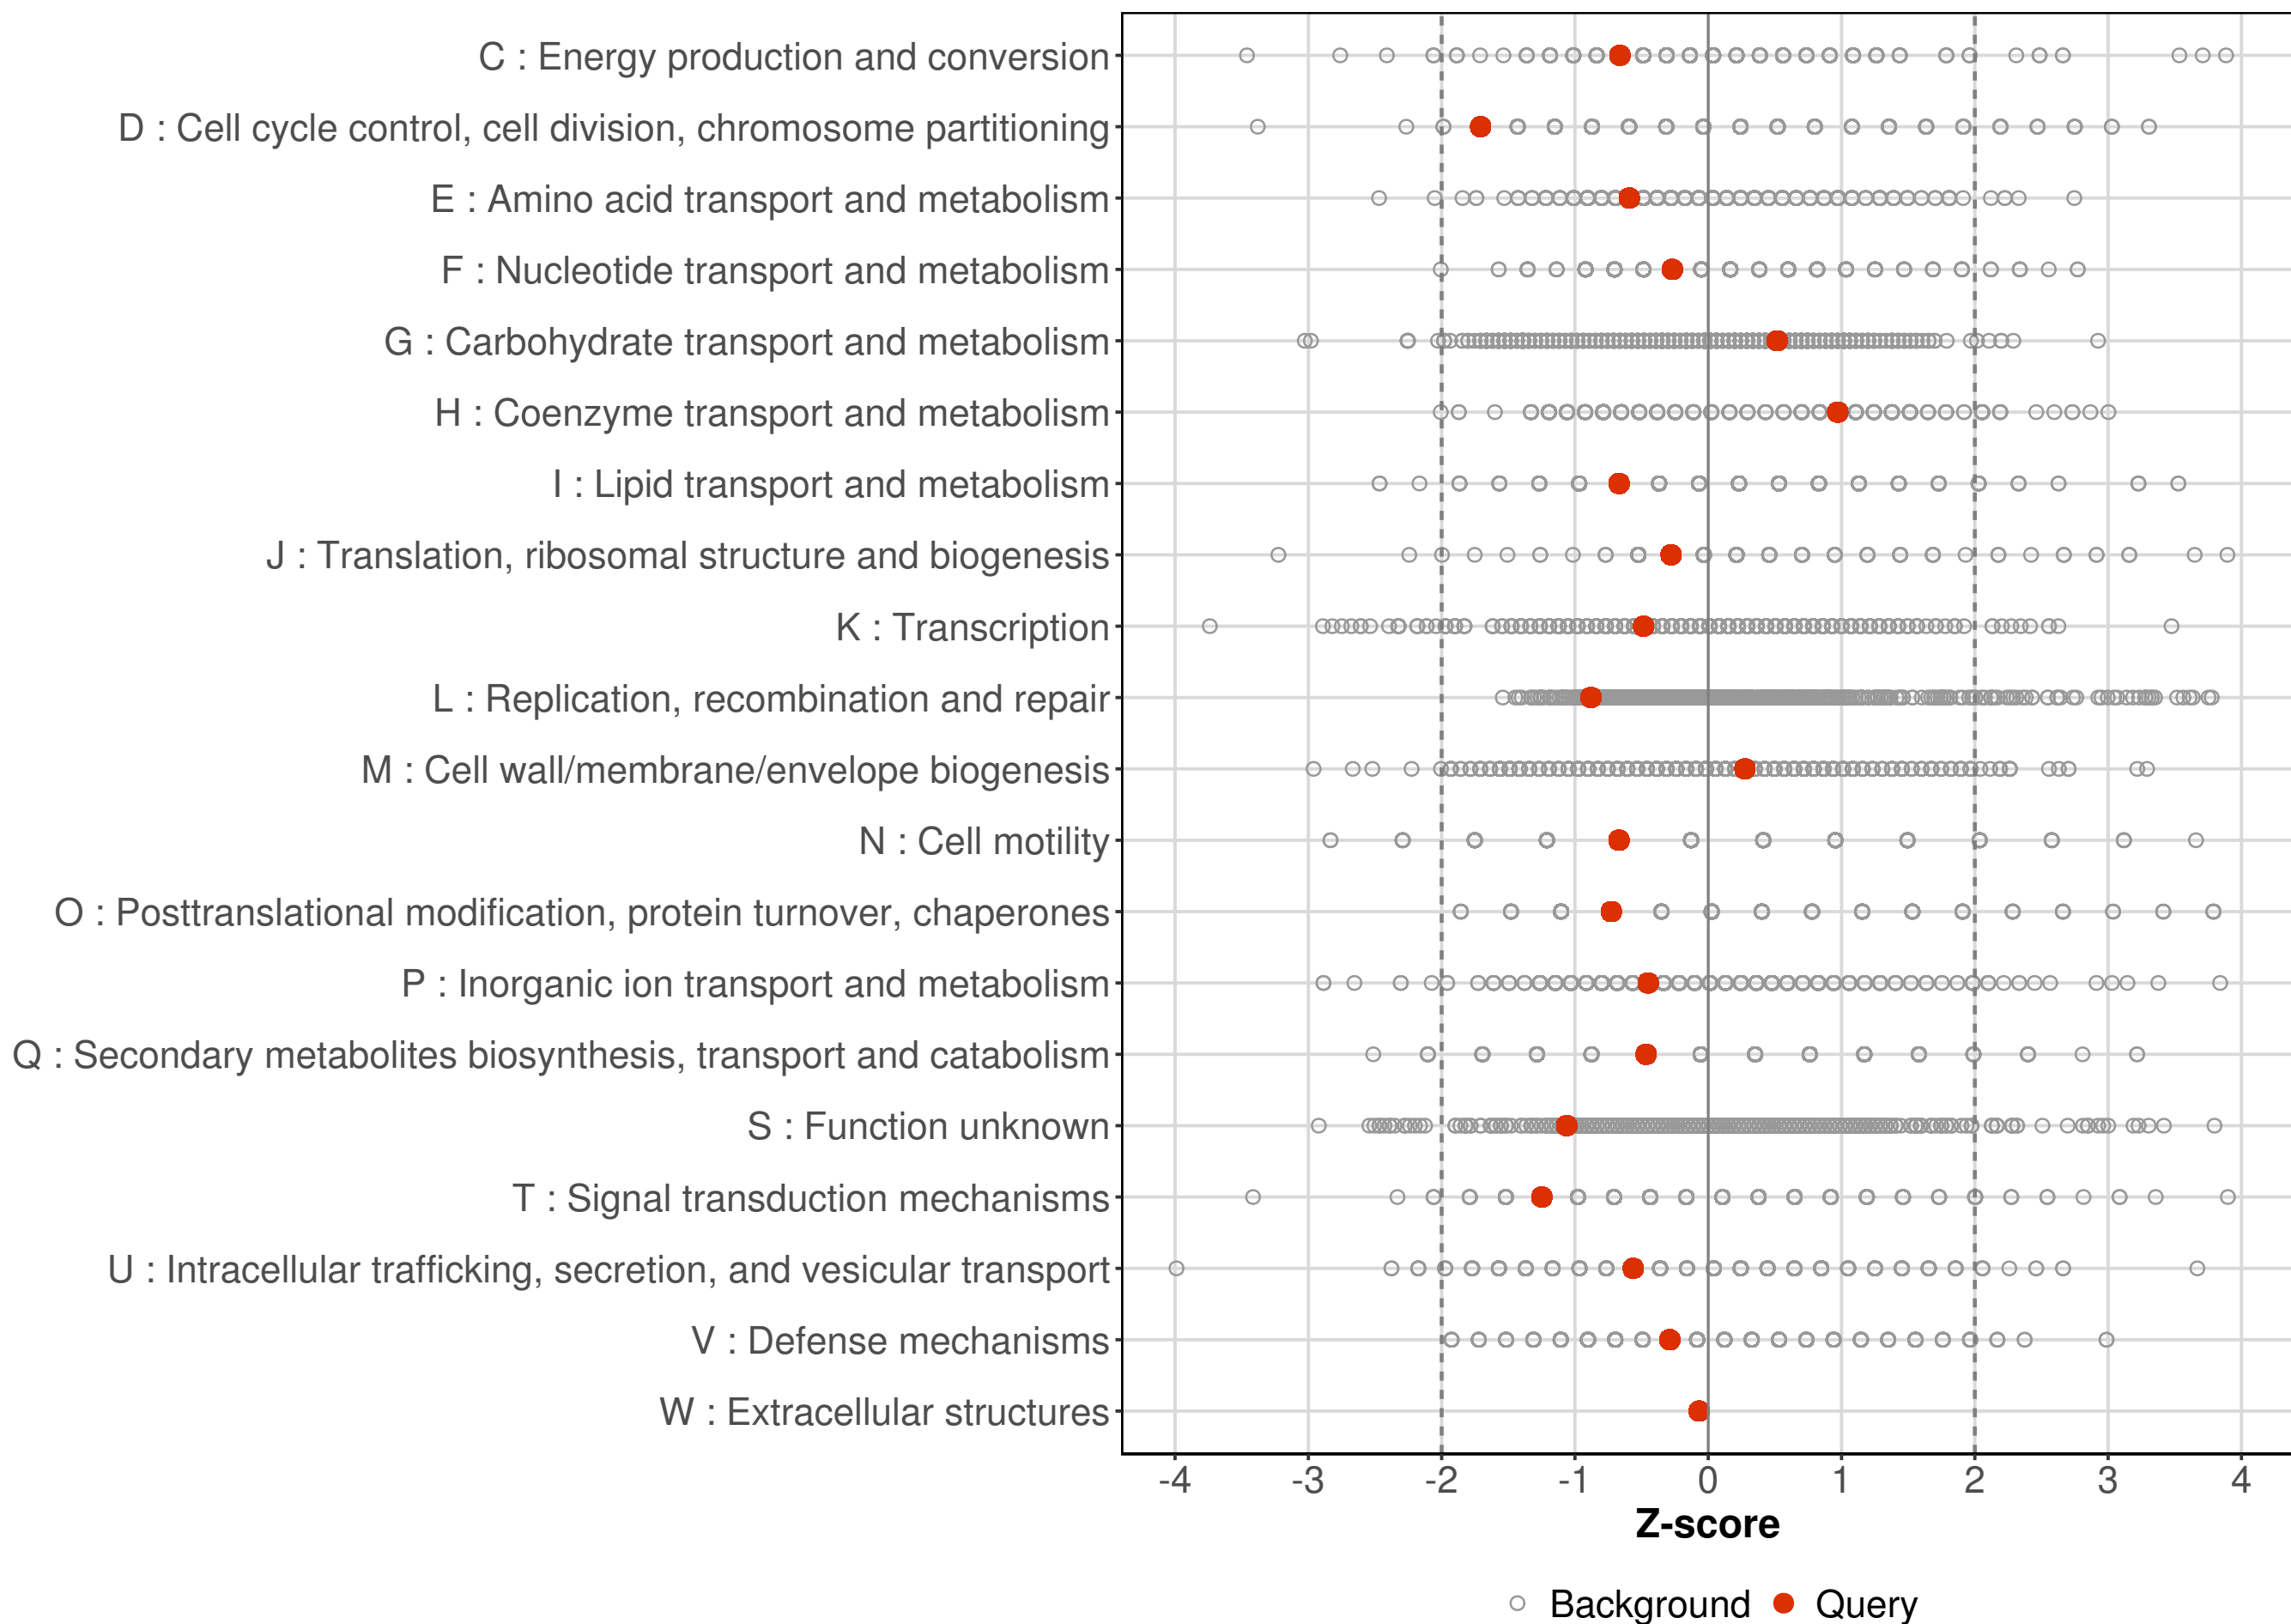 C : Energy production and conversion
D : Cell cycle control, cell division, chromosome partitioning
E : Amino acid transport and metabolism
F : Nucleotide transport and metabolism
G : Carbohydrate transport and metabolism
H : Coenzyme transport and metabolism
I : Lipid transport and metabolism
J : Translation, ribosomal structure and biogenesis
K : Transcription
L : Replication, recombination and repair
M : Cell wall/membrane/envelope biogenesis
N : Cell motility
O : Posttranslational modification, protein turnover, chaperones
P : Inorganic ion transport and metabolism
Q : Secondary metabolites biosynthesis, transport and catabolism
S : Function unknown
T : Signal transduction mechanisms
U : Intracellular trafficking, secretion, and vesicular transport
V : Defense mechanisms
W : Extracellular structures
-4 -3 -2 -1 0 1 2 3 4
Z-score
Background Query